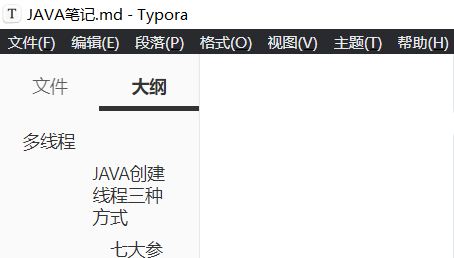 T JAVA笔记.md - Typora
文件(F) 编辑(E) 段落(P) 格式(O) 视图(V) 主题(T) 帮助(H)
文件 大纲
多线程
JAVA创建
线程三种
方式
七大参